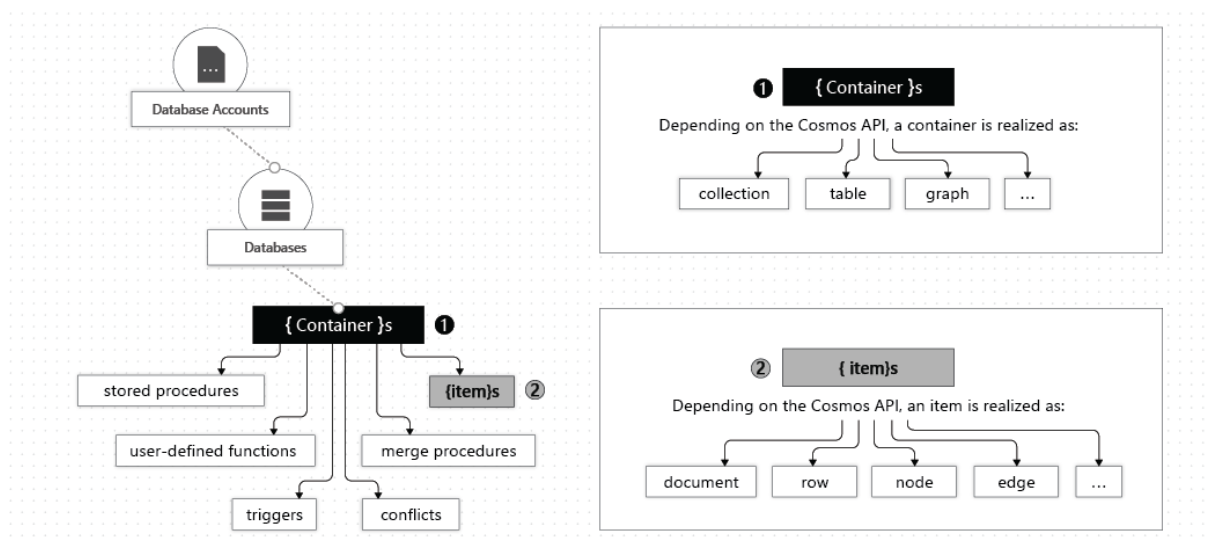 ...
Database Accounts
Databases
{ Container }s 1
stored procedures
{item}s 2
user-defined functions
merge procedures
triggers
conflicts
1 { Container }s
Depending on the Cosmos API, a container is realized as:
collection
table
graph
...
2 { item}s
Depending on the Cosmos API, an item is realized as:
document
row
node
edge
...